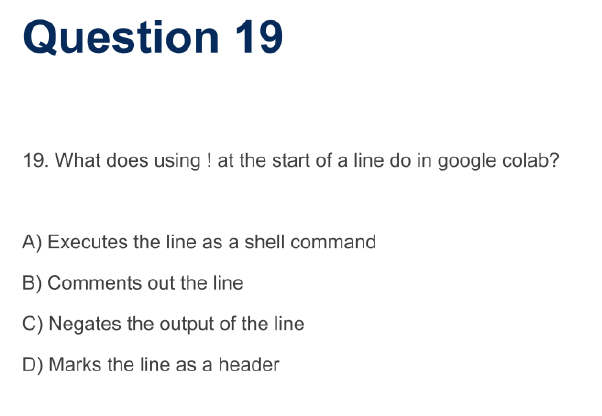 Question 19
19. What does using ! at the start of a line do in google colab?
A) Executes the line as a shell command
B) Comments out the line
C) Negates the output of the line
D) Marks the line as a header